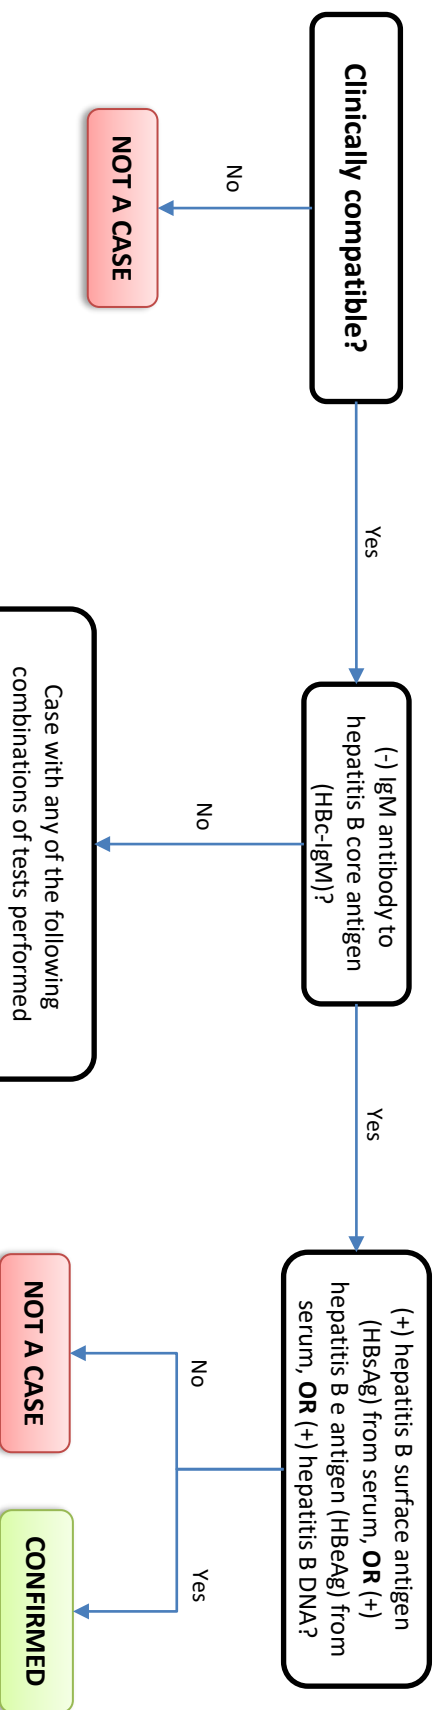 Clinically compatible?
No
NOT A CASE
Yes
(-) IgM antibody to
hepatitis B core antigen
(HBc-IgM)?
No
Case with any of the following
combinations of tests performed
Yes
(+) hepatitis B surface antigen
(HBsAg) from serum, OR (+)
hepatitis B e antigen (HBeAg) from
serum, OR (+) hepatitis B DNA?
No
NOT A CASE
Yes
CONFIRMED